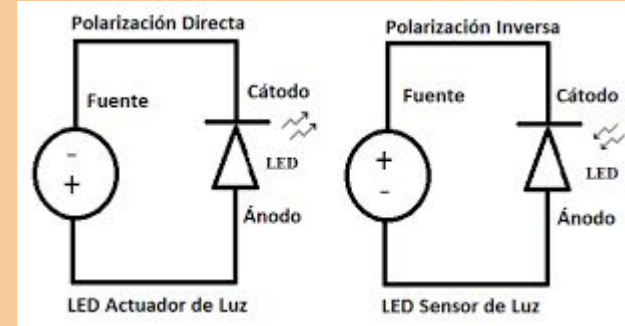 Polarización Directa
Fuente
Cátodo
-
+
LED
Ánodo
LED Actuador de Luz
Polarización Inversa
Fuente
Cátodo
+
-
LED
Ánodo
LED Sensor de Luz